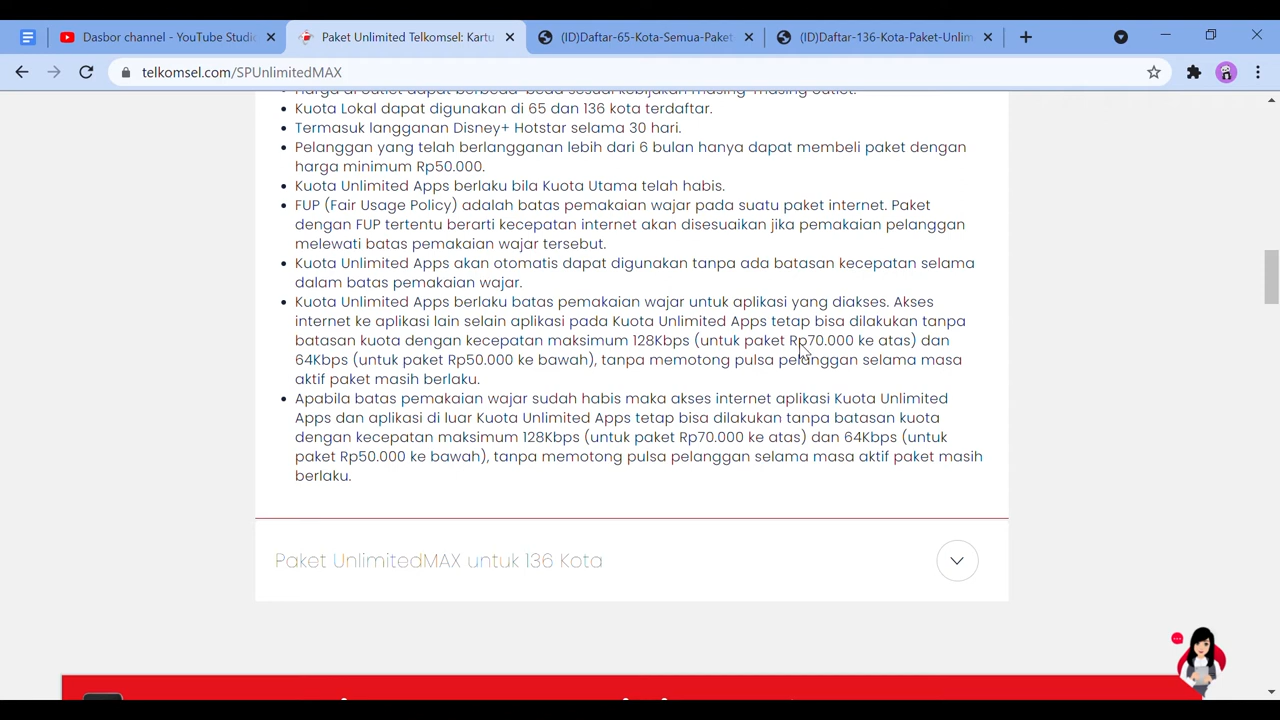 Dasbor channel - YouTube Studio
Paket Unlimited Telkomsel: Kartu
(ID)Daftar-65-Kota-Semua-Paket
(ID)Daftar-136-Kota-Paket-Unlim
telkomsel.com/SPUnlimitedMAX
Harga di outlet dapat berbeda-beda sesuai kebijakan masing-masing outlet.
Kuota Lokal dapat digunakan di 65 dan 136 kota terdaftar.
Termasuk langganan Disney+ Hotstar selama 30 hari.
Pelanggan yang telah berlangganan lebih dari 6 bulan hanya dapat membeli paket dengan
harga minimum Rp50.000.
Kuota Unlimited Apps berlaku bila Kuota Utama telah habis.
FUP (Fair Usage Policy) adalah batas pemakaian wajar pada suatu paket internet. Paket
dengan FUP tertentu berarti kecepatan internet akan disesuaikan jika pemakaian pelanggan
melewati batas pemakaian wajar tersebut.
Kuota Unlimited Apps akan otomatis dapat digunakan tanpa ada batasan kecepatan selama
dalam batas pemakaian wajar.
Kuota Unlimited Apps berlaku batas pemakaian wajar untuk aplikasi yang diakses. Akses
internet ke aplikasi lain selain aplikasi pada Kuota Unlimited Apps tetap bisa dilakukan tanpa
batasan kuota dengan kecepatan maksimum 128Kbps (untuk paket Rp70.000 ke atas) dan
64Kbps (untuk paket Rp50.000 ke bawah), tanpa memotong pulsa pelanggan selama masa
aktif paket masih berlaku.
Apabila batas pemakaian wajar sudah habis maka akses internet aplikasi Kuota Unlimited
Apps dan aplikasi di luar Kuota Unlimited Apps tetap bisa dilakukan tanpa batasan kuota
dengan kecepatan maksimum 128Kbps (untuk paket Rp70.000 ke atas) dan 64Kbps (untuk
paket Rp50.000 ke bawah), tanpa memotong pulsa pelanggan selama masa aktif paket masih
berlaku.
Paket UnlimitedMAX untuk 136 Kota